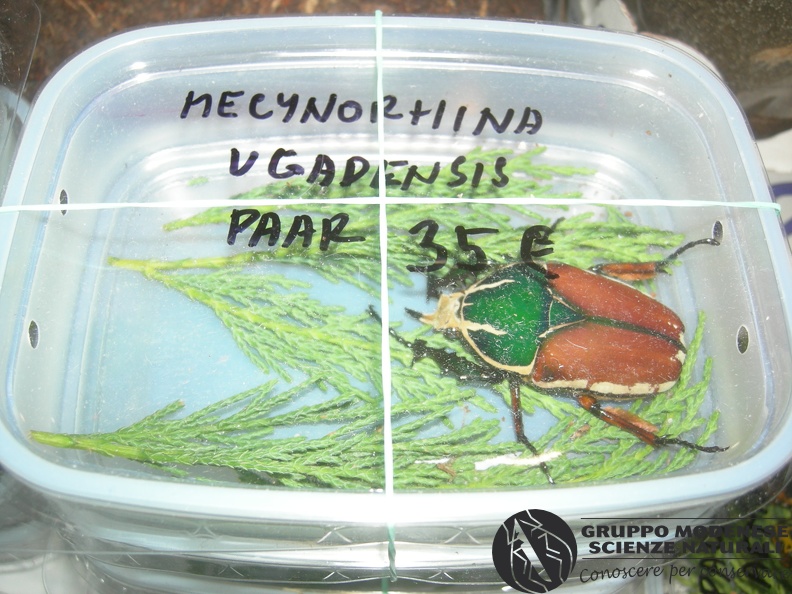 MECYNORHINA
UGADENSIS
PAAR 35 €
GRUPPO MODENESE
SCIENZE NATURALI
Conoscere per conservare